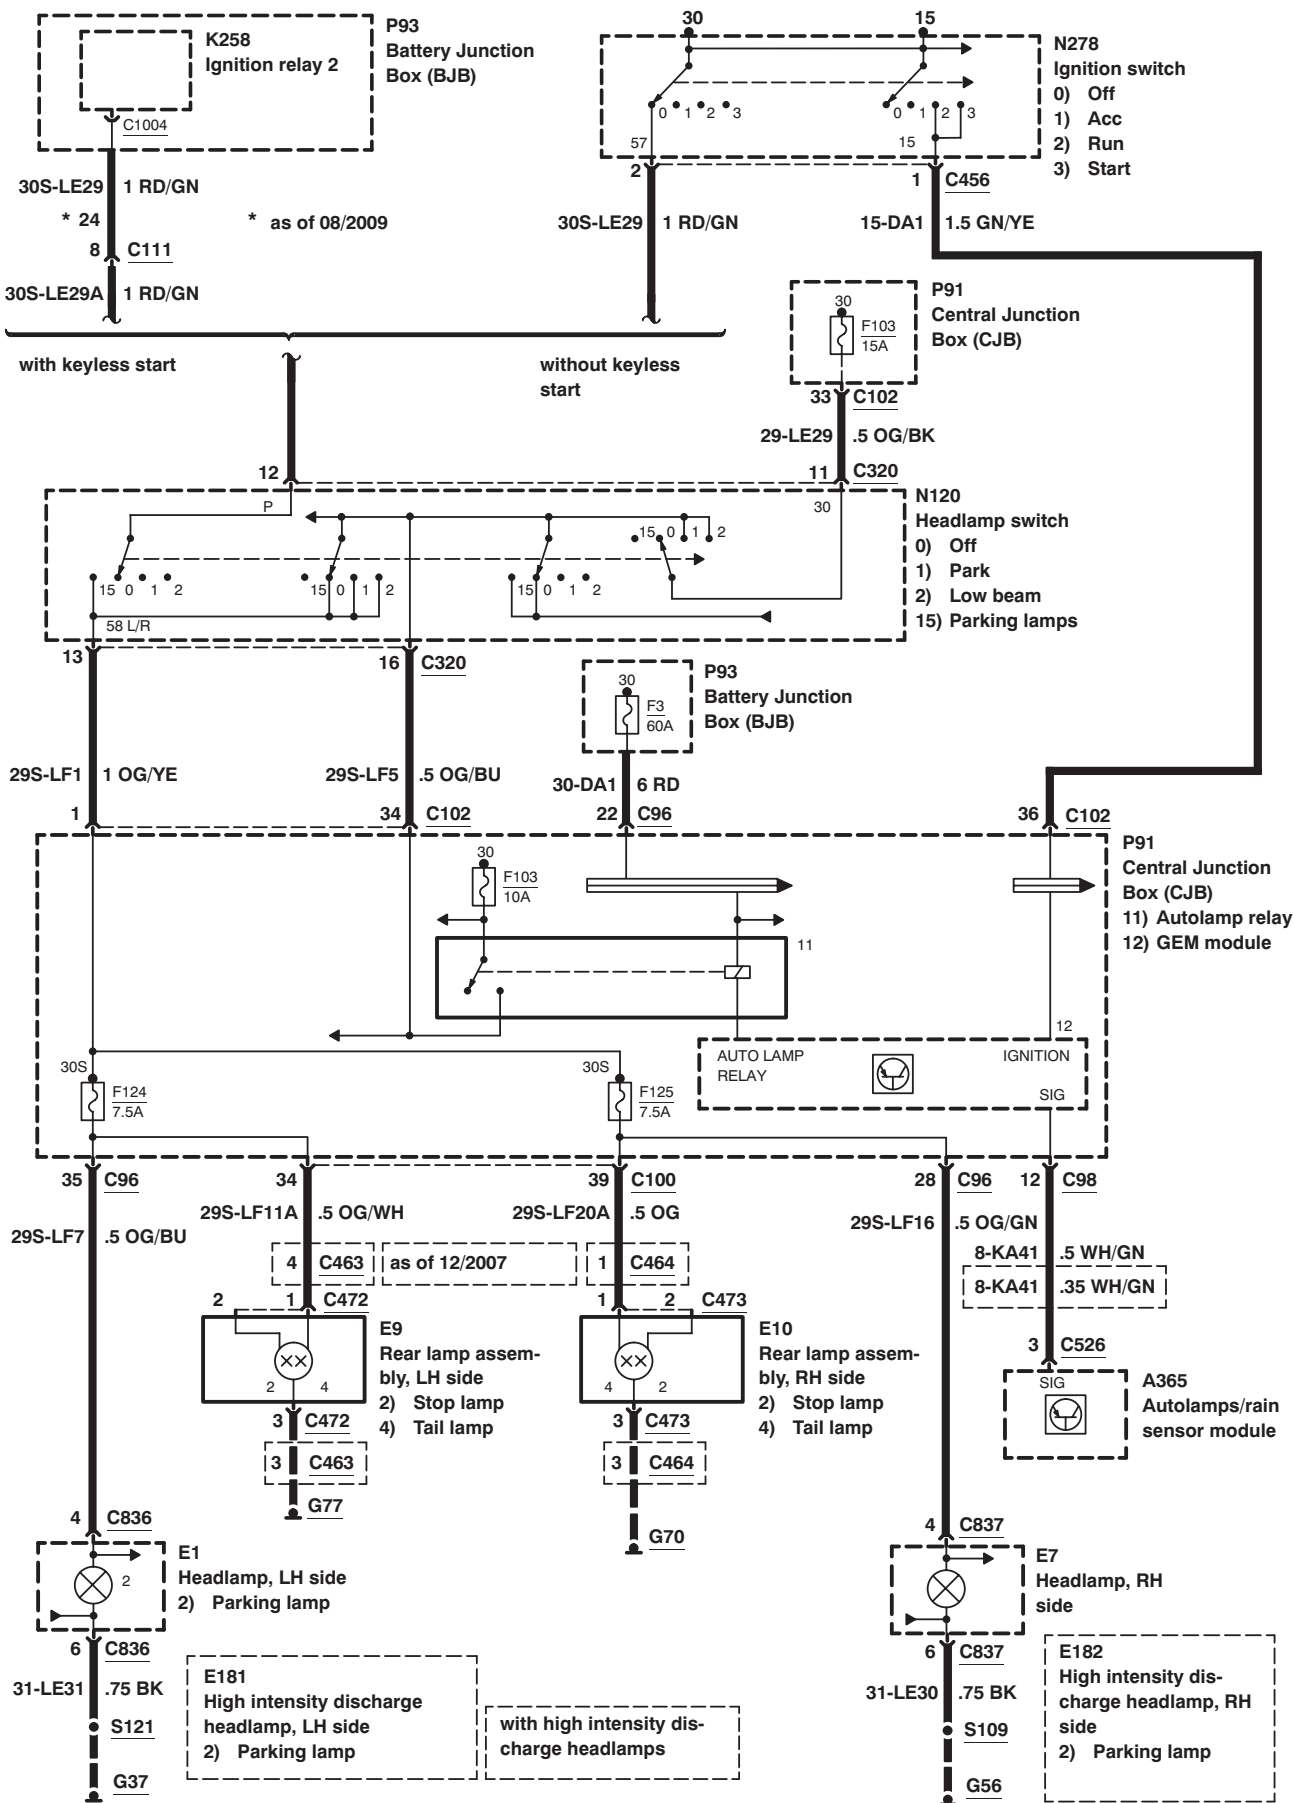 K258
Ignition relay 2
C1004
P93
Battery Junction
Box (BJB)
30S-LE29 1 RD/GN
* 24
8 C111
30S-LE29A 1 RD/GN
* as of 08/2009
with keyless start
without keyless
start
30
15
0 1 2 3
0 1 2 3
57
15
N278
Ignition switch
0) Off
1) Acc
2) Run
3) Start
2
1 C456
30S-LE29 1 RD/GN
15-DA1 1.5 GN/YE
30
F103
15A
P91
Central Junction
Box (CJB)
33 C102
29-LE29 .5 OG/BK
12
11 C320
P
30
15 0 1 2
15 0 1 2
15 0 1 2
15 0 1 2
58 L/R
N120
Headlamp switch
0) Off
1) Park
2) Low beam
15) Parking lamps
13
16 C320
30
F3
60A
P93
Battery Junction
Box (BJB)
29S-LF1 1 OG/YE
29S-LF5 .5 OG/BU
30-DA1 6 RD
1
34 C102
22 C96
36 C102
P91
Central Junction
Box (CJB)
11) Autolamp relay
12) GEM module
30
F103
10A
11
12
AUTO LAMP
RELAY
IGNITION
SIG
30S
F124
7.5A
30S
F125
7.5A
35 C96
34
39 C100
28 C96
12 C98
29S-LF7 .5 OG/BU
29S-LF11A .5 OG/WH
29S-LF20A .5 OG
29S-LF16 .5 OG/GN
8-KA41 .5 WH/GN
8-KA41 .35 WH/GN
4 C463
as of 12/2007
1 C464
2
1 C472
1
2 C473
2 4
E9
Rear lamp assem-
bly, LH side
2) Stop lamp
4) Tail lamp
4 2
E10
Rear lamp assem-
bly, RH side
2) Stop lamp
4) Tail lamp
3 C526
SIG
A365
Autolamps/rain
sensor module
3 C472
3 C463
G77
3 C473
3 C464
G70
4 C836
2
E1
Headlamp, LH side
2) Parking lamp
6 C836
31-LE31 .75 BK
S121
G37
E181
High intensity discharge
headlamp, LH side
2) Parking lamp
with high intensity dis-
charge headlamps
4 C837
E7
Headlamp, RH
side
6 C837
31-LE30 .75 BK
S109
G56
E182
High intensity dis-
charge headlamp, RH
side
2) Parking lamp